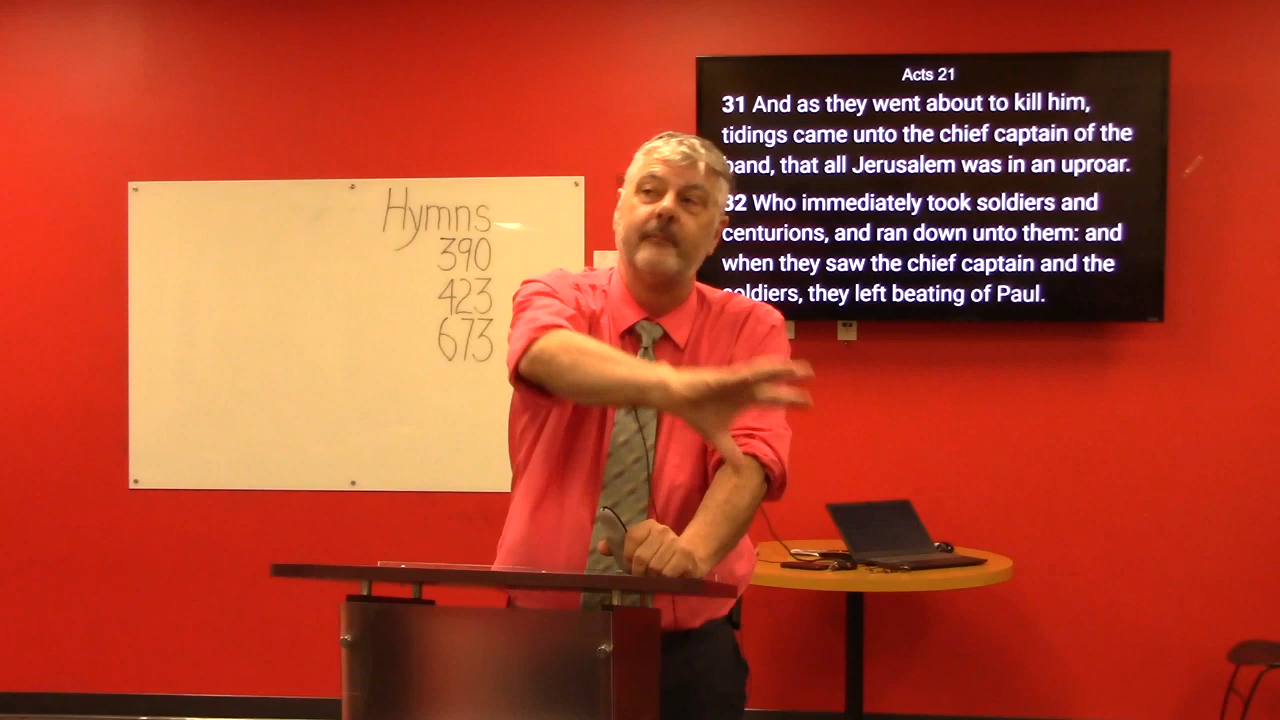 Hymns
390
423
673
Acts 21
31 And as they went about to kill him,
tidings came unto the chief captain of the
band, that all Jerusalem was in an uproar.
32 Who immediately took soldiers and
centurions, and ran down unto them: and
when they saw the chief captain and the
soldiers, they left beating of Paul.